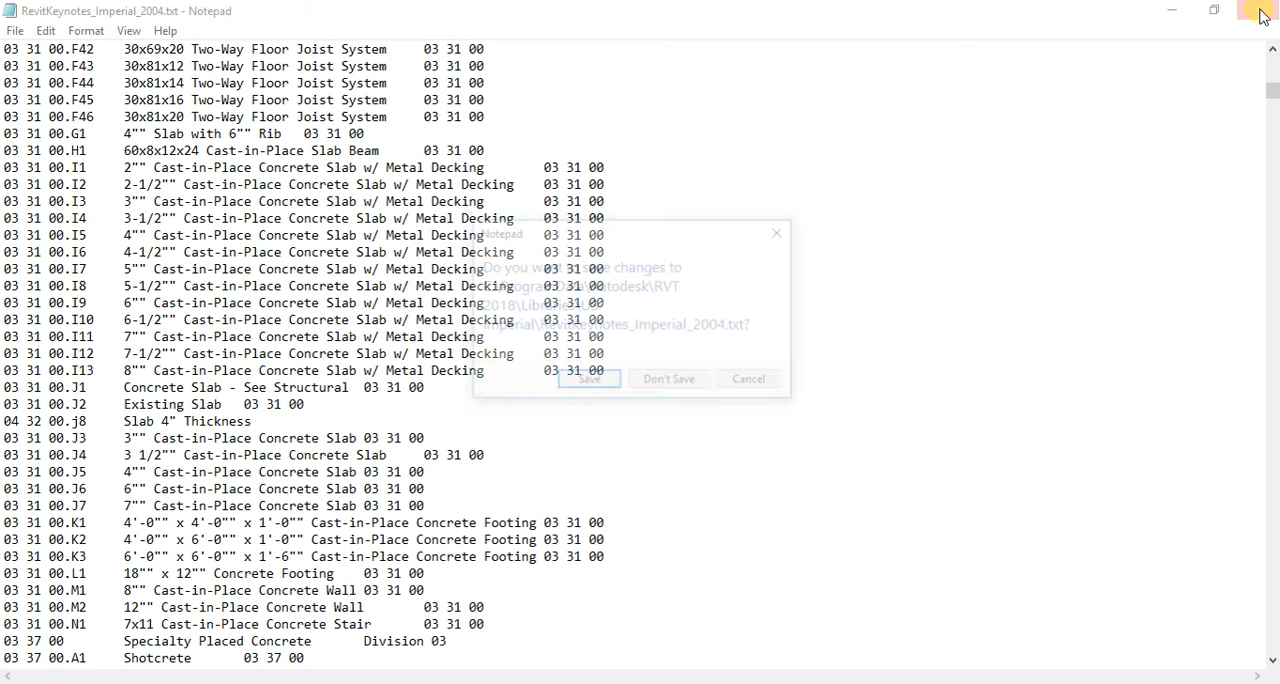 RevitKeynotes_Imperial_2004.txt - Notepad
File Edit Format View Help
03 31 00.F42 30x69x20 Two-Way Floor Joist System 03 31 00
03 31 00.F43 30x81x12 Two-Way Floor Joist System 03 31 00
03 31 00.F44 30x81x14 Two-Way Floor Joist System 03 31 00
03 31 00.F45 30x81x16 Two-Way Floor Joist System 03 31 00
03 31 00.F46 30x81x20 Two-Way Floor Joist System 03 31 00
03 31 00.G1 4"" Slab with 6"" Rib 03 31 00
03 31 00.H1 60x8x12x24 Cast-in-Place Slab Beam 03 31 00
03 31 00.I1 2"" Cast-in-Place Concrete Slab w/ Metal Decking 03 31 00
03 31 00.I2 2-1/2"" Cast-in-Place Concrete Slab w/ Metal Decking 03 31 00
03 31 00.I3 3"" Cast-in-Place Concrete Slab w/ Metal Decking 03 31 00
03 31 00.I4 3-1/2"" Cast-in-Place Concrete Slab w/ Metal Decking 03 31 00
03 31 00.I5 4"" Cast-in-Place Concrete Slab w/ Metal Decking 03 31 00
03 31 00.I6 4-1/2"" Cast-in-Place Concrete Slab w/ Metal Decking 03 31 00
03 31 00.I7 5"" Cast-in-Place Concrete Slab w/ Metal Decking 03 31 00
03 31 00.I8 5-1/2"" Cast-in-Place Concrete Slab w/ Metal Decking 03 31 00
03 31 00.I9 6"" Cast-in-Place Concrete Slab w/ Metal Decking 03 31 00
03 31 00.I10 6-1/2"" Cast-in-Place Concrete Slab w/ Metal Decking 03 31 00
03 31 00.I11 7"" Cast-in-Place Concrete Slab w/ Metal Decking 03 31 00
03 31 00.I12 7-1/2"" Cast-in-Place Concrete Slab w/ Metal Decking 03 31 00
03 31 00.I13 8"" Cast-in-Place Concrete Slab w/ Metal Decking 03 31 00
03 31 00.J1 Concrete Slab - See Structural 03 31 00
03 31 00.J2 Existing Slab 03 31 00
04 32 00.j8 Slab 4" Thickness
03 31 00.J3 3"" Cast-in-Place Concrete Slab 03 31 00
03 31 00.J4 3 1/2"" Cast-in-Place Concrete Slab 03 31 00
03 31 00.J5 4"" Cast-in-Place Concrete Slab 03 31 00
03 31 00.J6 6"" Cast-in-Place Concrete Slab 03 31 00
03 31 00.J7 7"" Cast-in-Place Concrete Slab 03 31 00
03 31 00.K1 4'-0"" x 4'-0"" x 1'-0"" Cast-in-Place Concrete Footing 03 31 00
03 31 00.K2 4'-0"" x 6'-0"" x 1'-0"" Cast-in-Place Concrete Footing 03 31 00
03 31 00.K3 6'-0"" x 6'-0"" x 1'-6"" Cast-in-Place Concrete Footing 03 31 00
03 31 00.L1 18"" x 12"" Concrete Footing 03 31 00
03 31 00.M1 8"" Cast-in-Place Concrete Wall 03 31 00
03 31 00.M2 12"" Cast-in-Place Concrete Wall 03 31 00
03 31 00.N1 7x11 Cast-in-Place Concrete Stair 03 31 00
03 37 00 Specialty Placed Concrete Division 03
03 37 00.A1 Shotcrete 03 37 00
Notepad
Do you want to save changes to
2018\
Imperial\RevitKeynotes_Imperial_2004.txt?
Save Don't Save Cancel